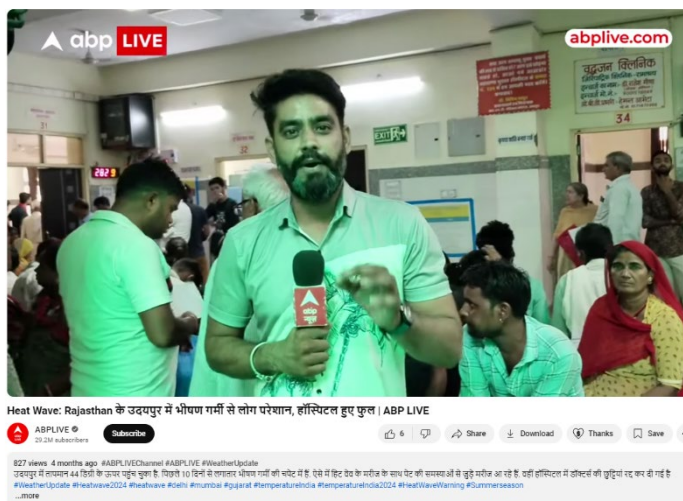 abp LIVE
abplive.com
वृद्धजन क्लिनिक
31
32
34
EXIT
2829
abp
Heat Wave: Rajasthan के उदयपुर में भीषण गर्मी से लोग परेशान, हॉस्पिटल हुए फुल | ABP LIVE
ABPLIVE
29.2M subscribers
Subscribe
6
Share
Download
Thanks
Save
827 views 4 months ago #ABPLIVEChannel #ABPLIVE #WeatherUpdate
उदयपुर में तापमान 44 डिग्री के ऊपर पहुंच चुका है. पिछले 10 दिनों से लगातार भीषण गर्मी की चपेट में हैं. ऐसे में हिट वेव के मरीज के साथ पेट की समस्याओं से जुड़े मरीज आ रहे हैं. वहीं हॉस्पिटल में डॉक्टर्स की छुट्टियां रद्द कर दी गई है
#WeatherUpdate #Heatwave2024 #heatwave #delhi #mumbai #gujarat #temperatureIndia #temperatureIndia2024 #HeatWaveWarning #Summerseason
...more